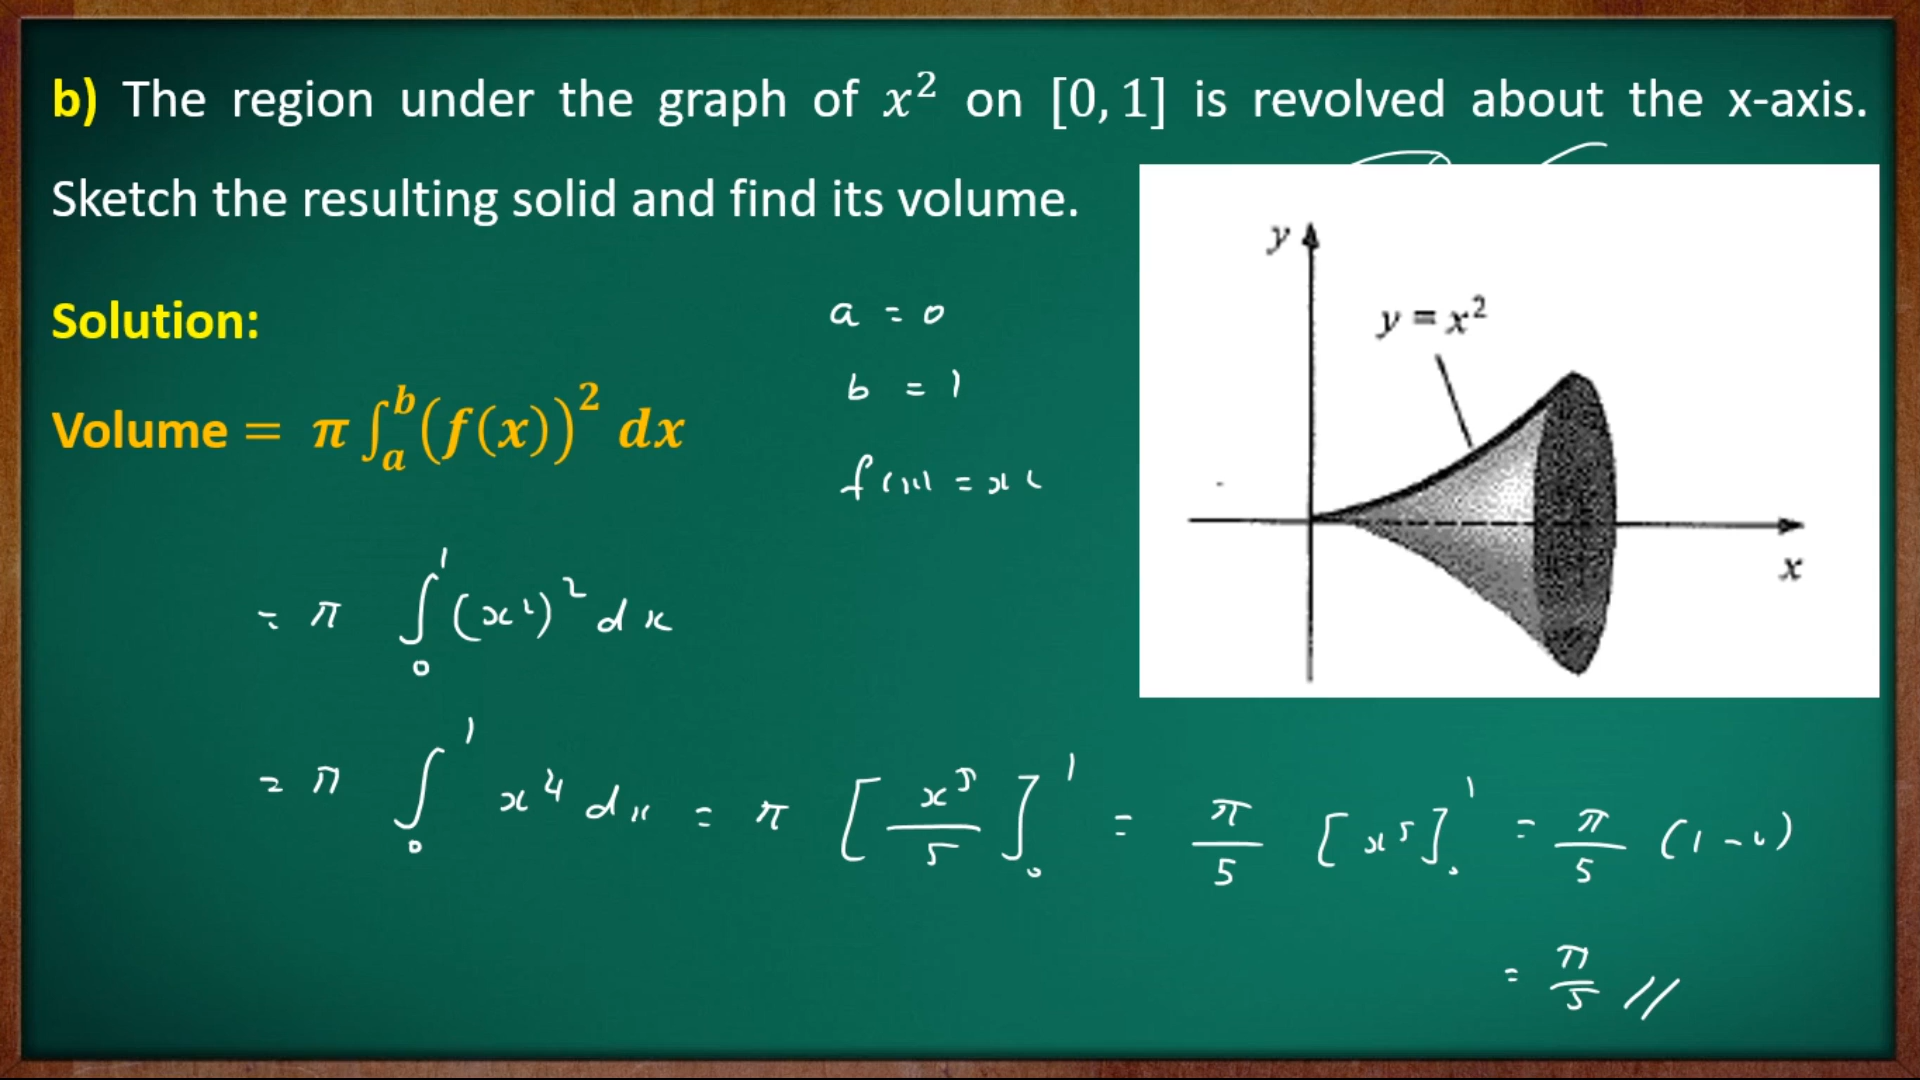 b) The region under the graph of x² on [0, 1] is revolved about the x-axis.
Sketch the resulting solid and find its volume.
Solution:
Volume = π ∫ₐᵇ (f(x))² dx
a = 0
b = 1
f(x) = x²
y
y = x²
x
= π ∫₀¹ (x²)² dx
= π ∫₀¹ x⁴ dx = π [x⁵/5]₀¹ = π/5 [x⁵]₀¹ = π/5 (1-0)
= π/5 //